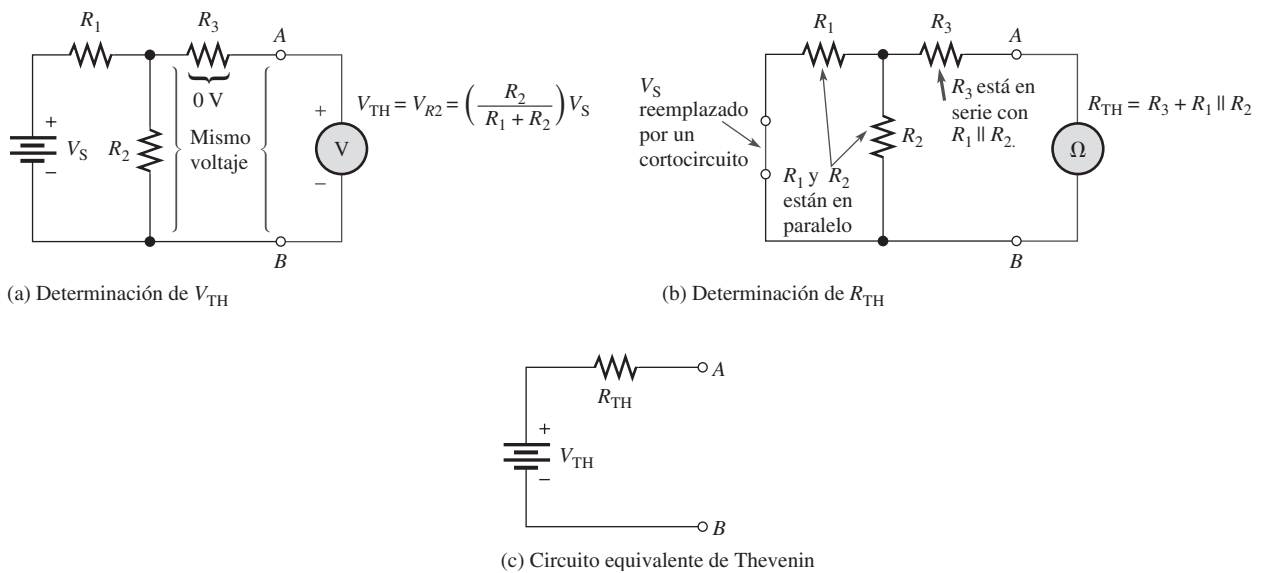 R1
R3
A
0 V
+
VS
−
R2
Mismo
voltaje
+
V
−
B
VTH = VR2 = (R2 / R1 + R2) VS
(a) Determinación de VTH
R1
R3
A
VS
reemplazado
por un
cortocircuito
R3 está en
serie con
R1 || R2.
R2
R1 y R2
están en
paralelo
Ω
RTH = R3 + R1 || R2
B
(b) Determinación de RTH
RTH
A
+
VTH
−
B
(c) Circuito equivalente de Thevenin